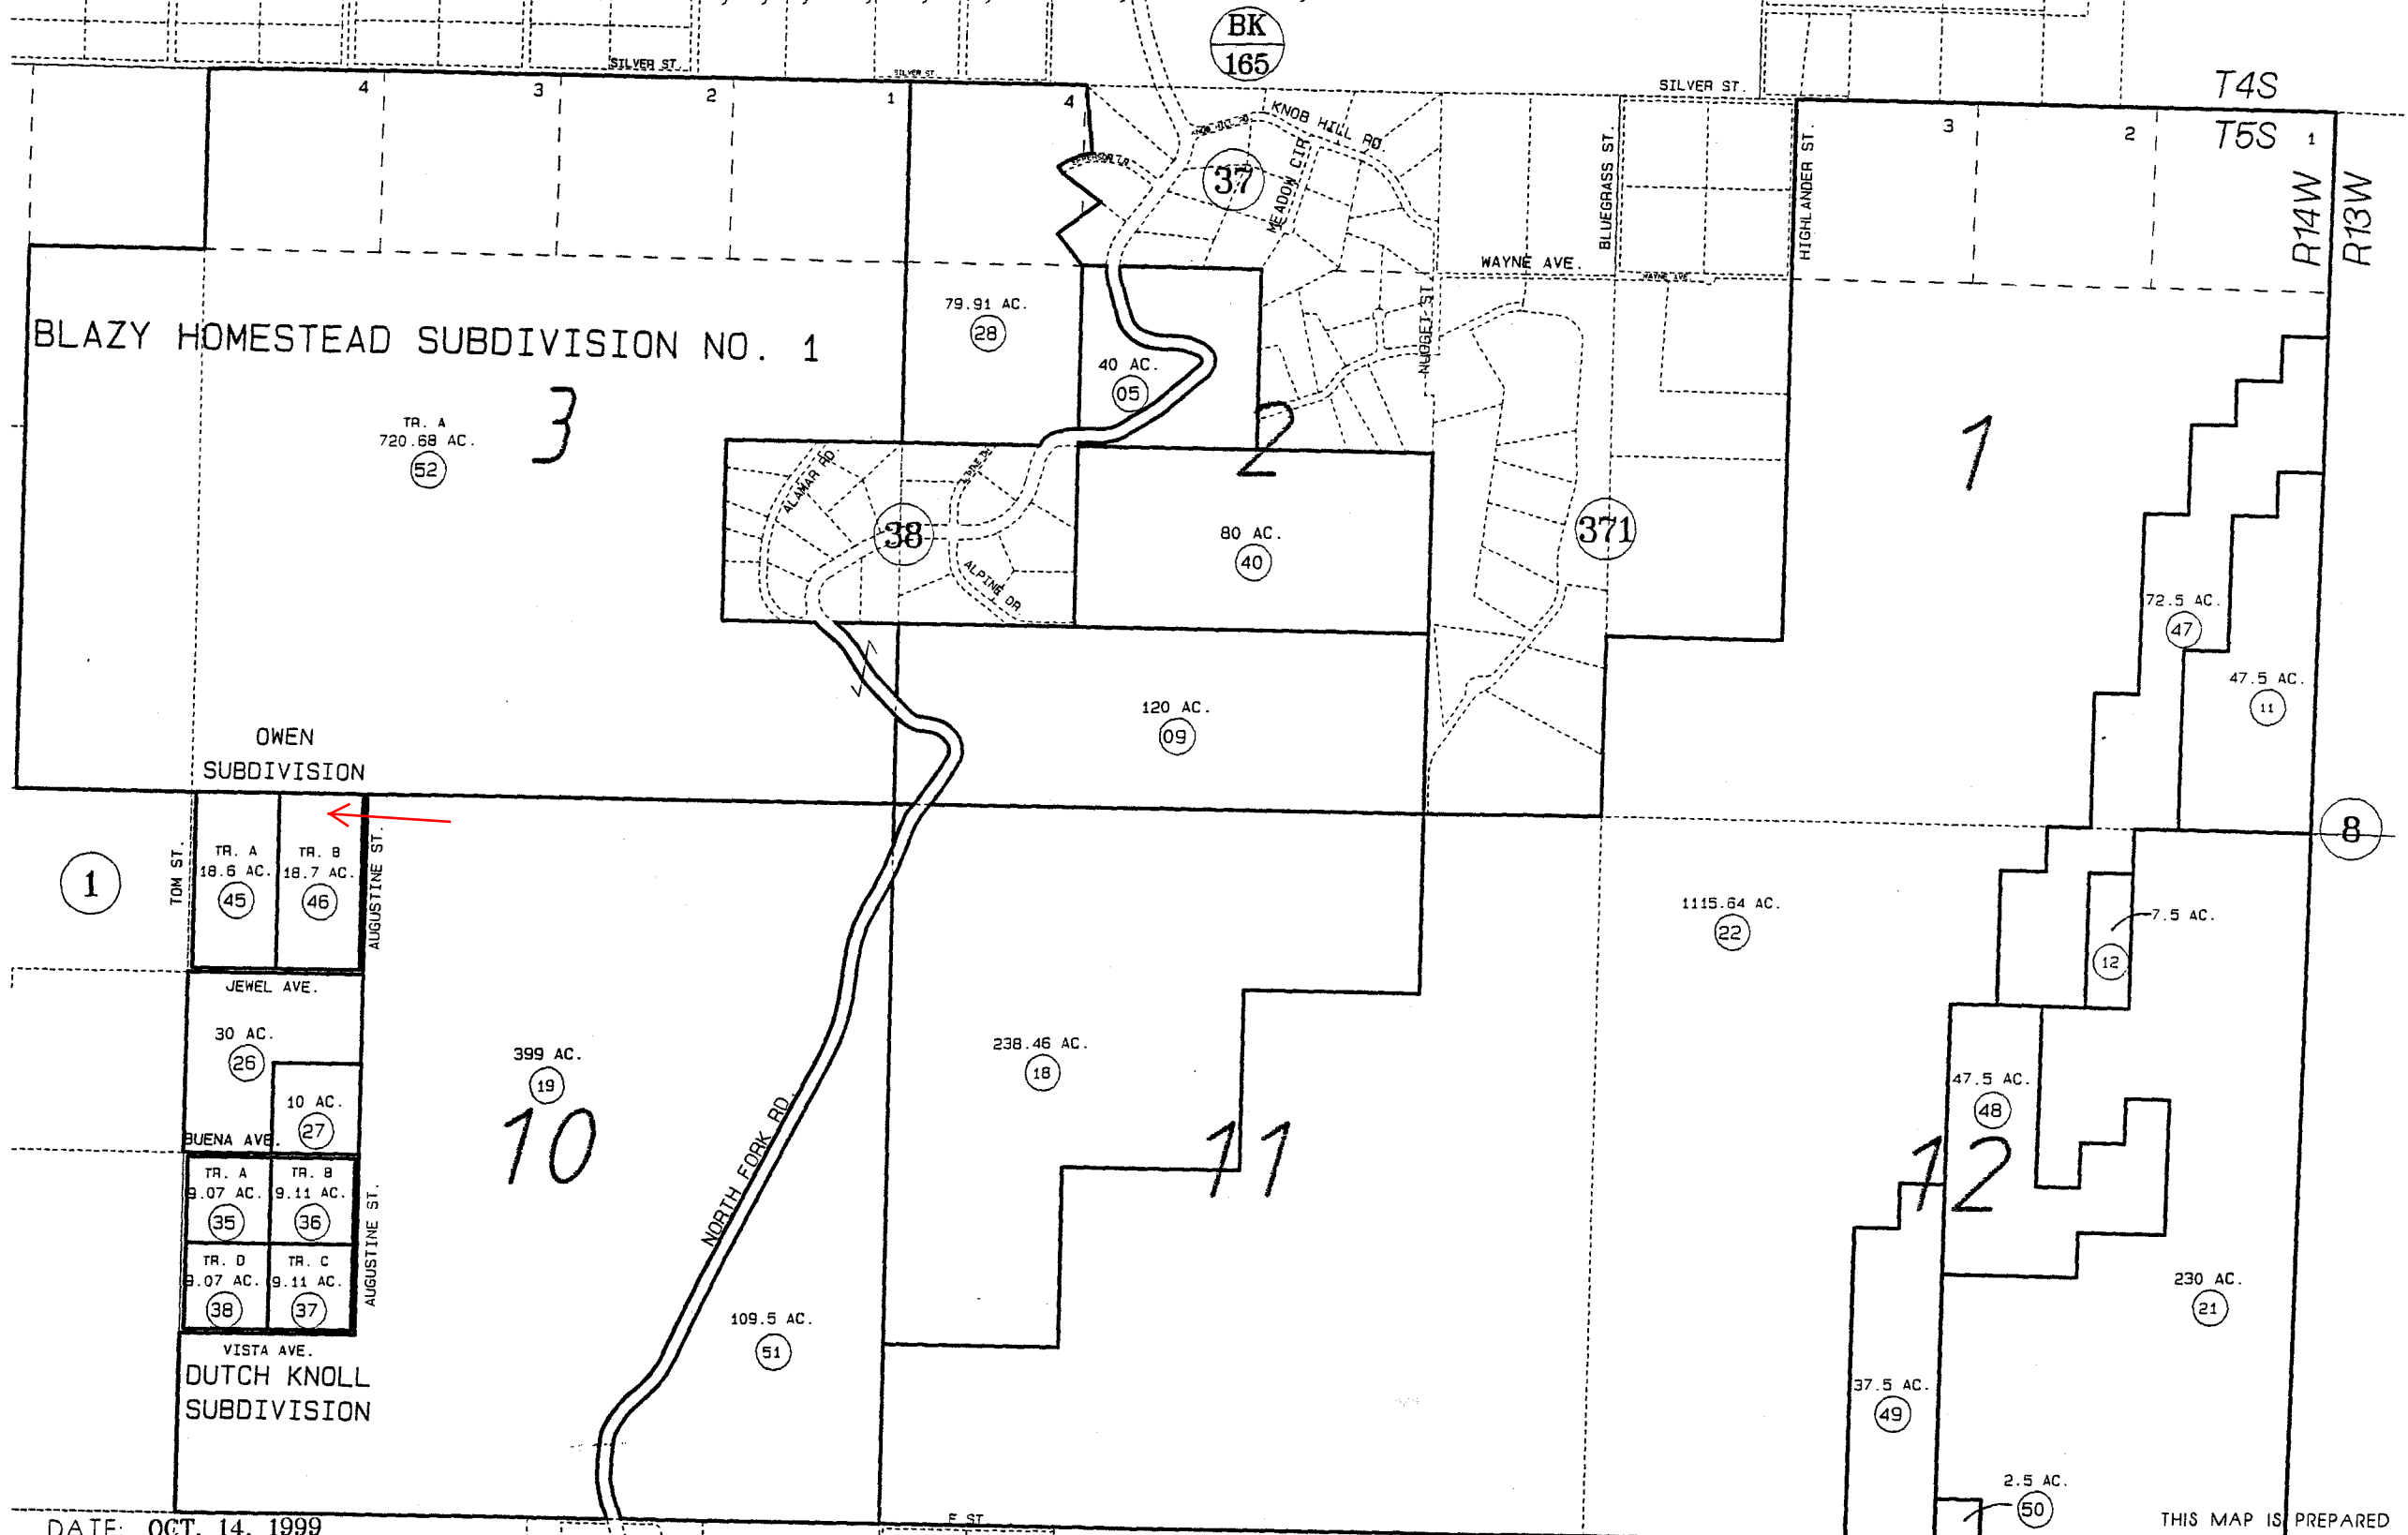 BK
165
SILVER ST.
SILVER ST.
SILVER ST.
T4S
T5S
R14W
R13W
4
3
2
1
4
3
2
1
KNOB HILL RD.
MEADOW CIR.
37
BLUEGRASS ST.
HIGHLANDER ST.
WAYNE AVE.
WAYNE AVE.
NUGGET ST.
BLAZY HOMESTEAD SUBDIVISION NO. 1
3
TR. A
720.68 AC.
52
79.91 AC.
28
40 AC.
05
2
1
ALAMAR RD.
38
ALPINE DR.
80 AC.
40
371
72.5 AC.
47
47.5 AC.
11
120 AC.
09
OWEN
SUBDIVISION
8
1
TOM ST.
TR. A
18.6 AC.
45
TR. B
18.7 AC.
46
AUGUSTINE ST.
JEWEL AVE.
30 AC.
26
10 AC.
27
BUENA AVE.
TR. A
9.07 AC.
35
TR. B
9.11 AC.
36
TR. D
9.07 AC.
38
TR. C
9.11 AC.
37
AUGUSTINE ST.
VISTA AVE.
DUTCH KNOLL
SUBDIVISION
399 AC.
19
10
NORTH FORK RD.
109.5 AC.
51
238.46 AC.
18
11
1115.64 AC.
22
7.5 AC.
12
47.5 AC.
48
12
230 AC.
21
37.5 AC.
49
2.5 AC.
50
F ST
DATE: OCT. 14, 1999
THIS MAP IS PREPARED